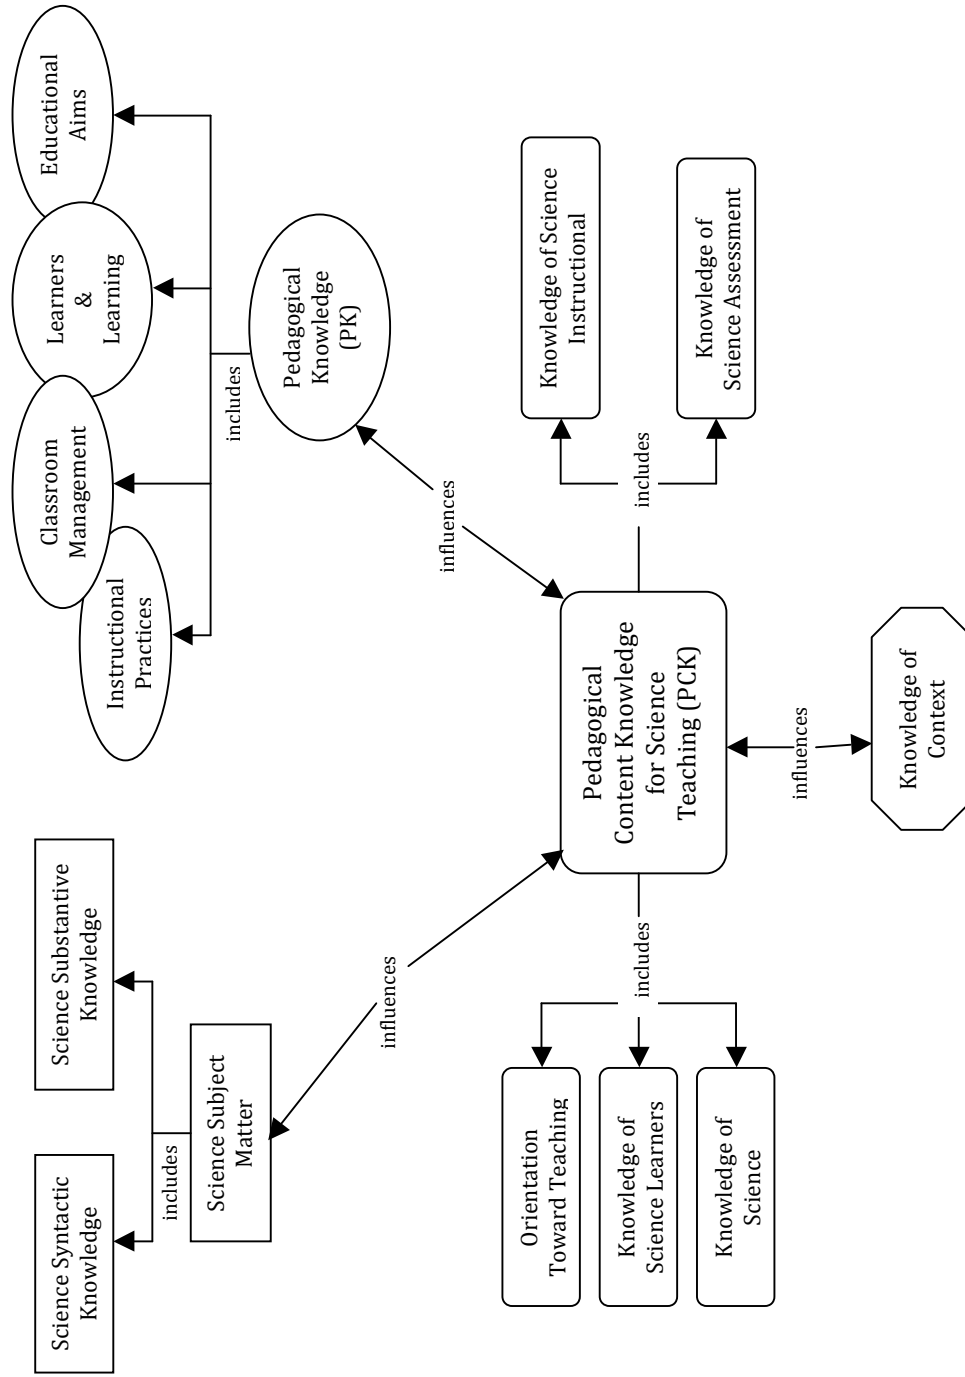 Science Syntactic
Knowledge
Science Substantive
Knowledge
includes
Science Subject
Matter
Instructional
Practices
Classroom
Management
Learners
&
Learning
Educational
Aims
includes
Pedagogical
Knowledge
(PK)
influences
influences
Pedagogical
Content Knowledge
for Science
Teaching (PCK)
includes
Orientation
Toward Teaching
Knowledge of
Science Learners
Knowledge of
Science
includes
Knowledge of Science
Instructional
Knowledge of
Science Assessment
influences
Knowledge of
Context